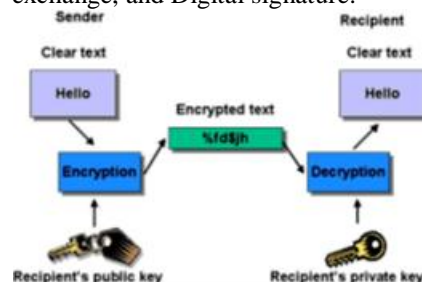 exchange, and Digital signature.
Sender
Recipient
Clear text
Clear text
Hello
Hello
Encrypted text
%fd$jh
Encryption
Decryption
Recipient's public key
Recipient's private key